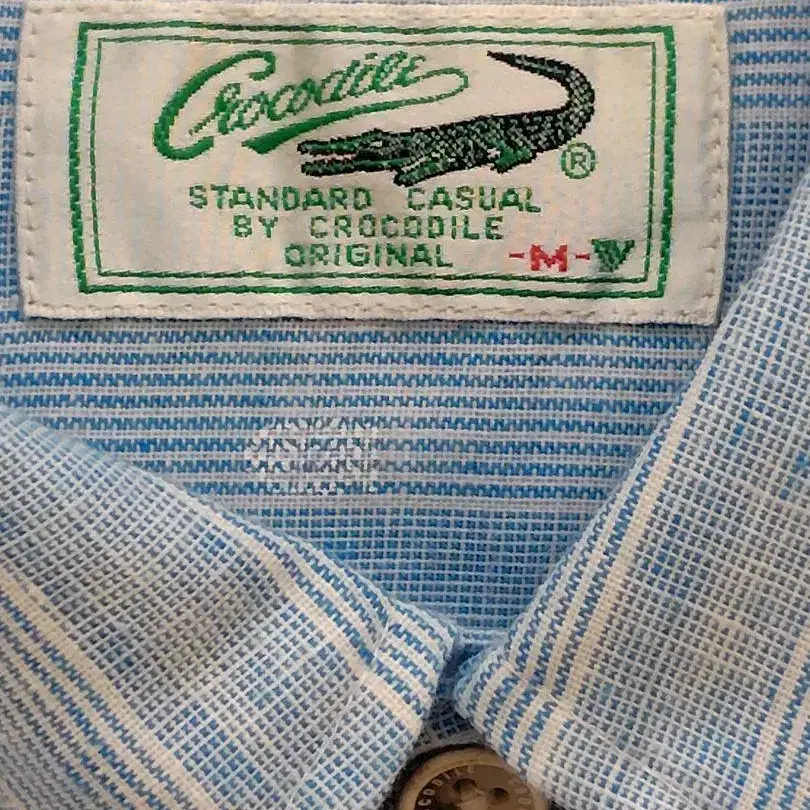 Crocodile
®
STANDARD CASUAL
BY CROCODILE
ORIGINAL -M-W